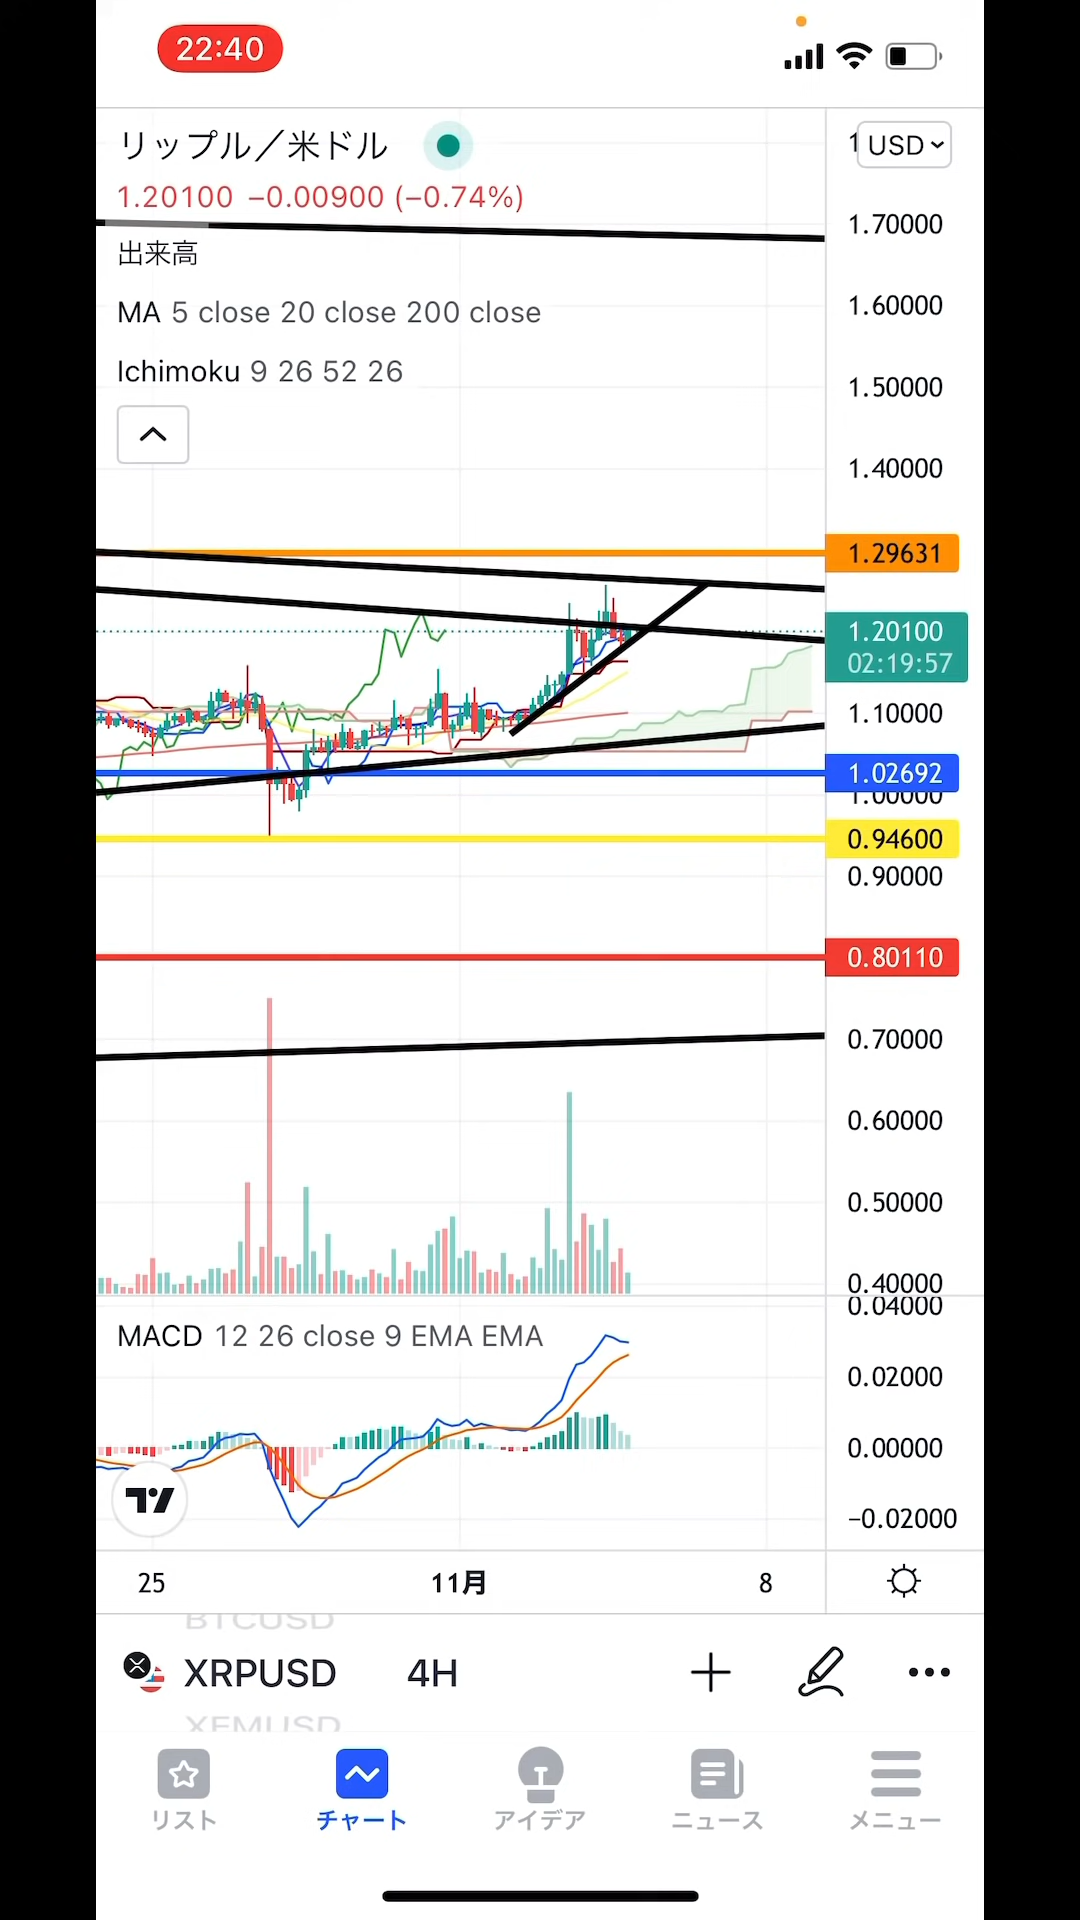 22:40
リップル／米ドル
1.20100 −0.00900 (−0.74%)
出来高
MA 5 close 20 close 200 close
Ichimoku 9 26 52 26
USD
1.70000
1.60000
1.50000
1.40000
1.29631
1.20100
02:19:57
1.10000
1.02692
1.00000
0.94600
0.90000
0.80110
0.70000
0.60000
0.50000
0.40000
0.04000
MACD 12 26 close 9 EMA EMA
0.02000
0.00000
−0.02000
25 11月 8
BTCUSD
XRPUSD 4H
XEMUSD
リスト チャート アイデア ニュース メニュー